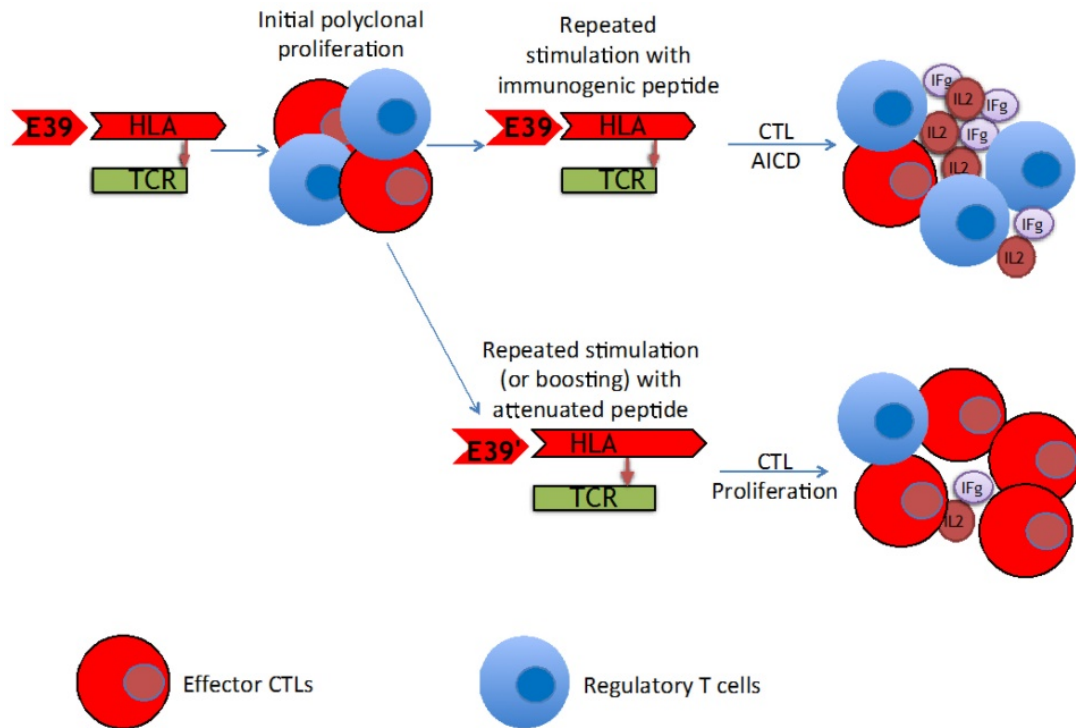 Initial polyclonal
proliferation
E39
HLA
TCR
Repeated
stimulation with
immunogenic peptide
E39
HLA
TCR
CTL
AICD
IFg
IL2
IFg
IL2
IFg
IL2
IFg
IL2
Repeated stimulation
(or boosting) with
attenuated peptide
E39'
HLA
TCR
CTL
Proliferation
IFg
IL2
Effector CTLs
Regulatory T cells